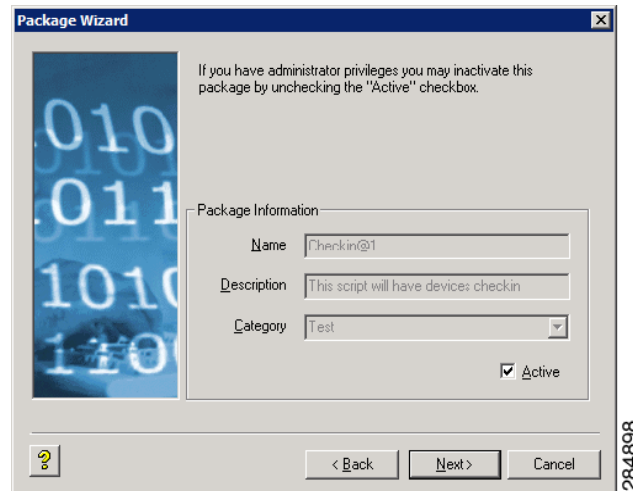 Package Wizard
If you have administrator privileges you may inactivate this
package by unchecking the "Active" checkbox.
010
011
1010
1100
Package Information
Name Checkin@1
Description This script will have devices checkin
Category Test
Active
? < Back Next > Cancel
284898